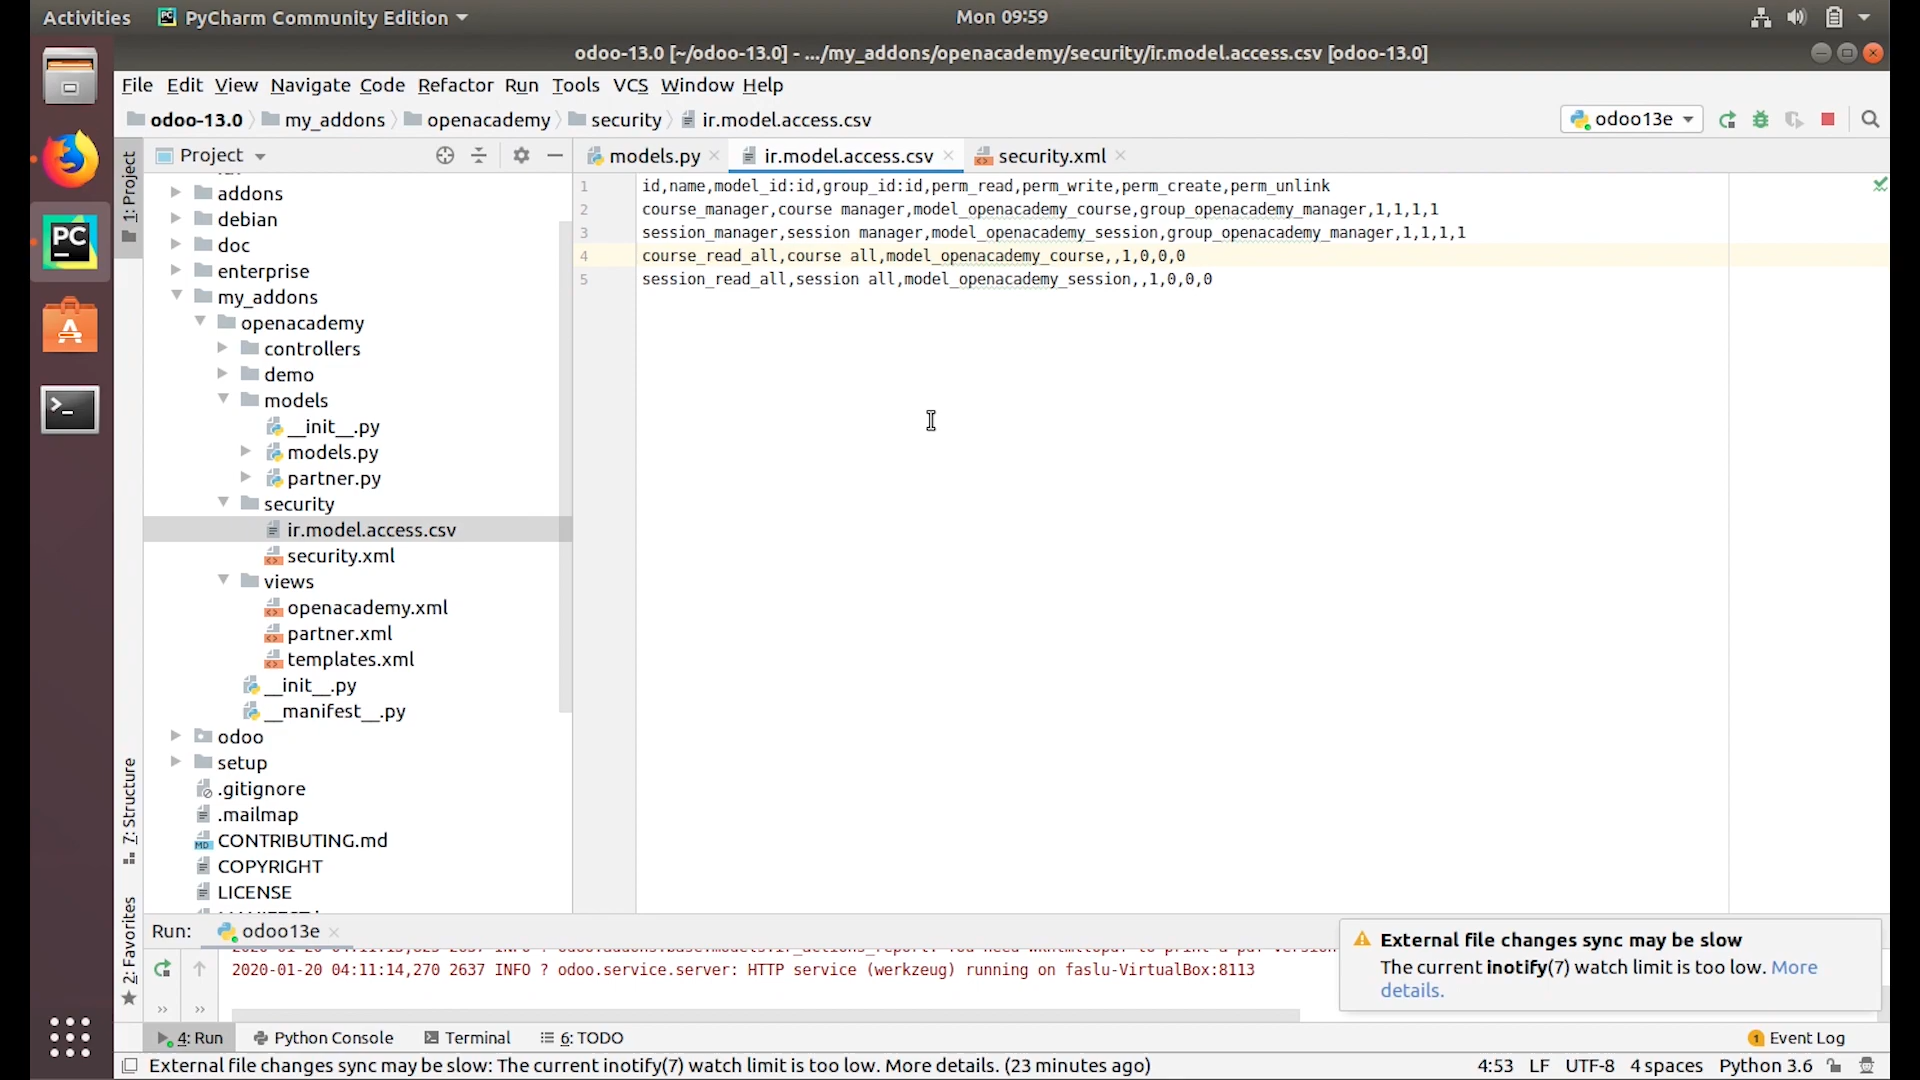 Activities PyCharm Community Edition Mon 09:59
odoo-13.0 [~/odoo-13.0] - .../my_addons/openacademy/security/ir.model.access.csv [odoo-13.0]
File Edit View Navigate Code Refactor Run Tools VCS Window Help
odoo-13.0 my_addons openacademy security ir.model.access.csv odoo13e
1: Project
Project
models.py ir.model.access.csv security.xml
addons
debian
doc
enterprise
my_addons
openacademy
controllers
demo
models
__init__.py
models.py
partner.py
security
ir.model.access.csv
security.xml
views
openacademy.xml
partner.xml
templates.xml
__init__.py
__manifest__.py
odoo
setup
.gitignore
.mailmap
CONTRIBUTING.md
COPYRIGHT
LICENSE
1 id,name,model_id:id,group_id:id,perm_read,perm_write,perm_create,perm_unlink
2 course_manager,course manager,model_openacademy_course,group_openacademy_manager,1,1,1,1
3 session_manager,session manager,model_openacademy_session,group_openacademy_manager,1,1,1,1
4 course_read_all,course all,model_openacademy_course,,1,0,0,0
5 session_read_all,session all,model_openacademy_session,,1,0,0,0
7: Structure
2: Favorites
Run: odoo13e
2020-01-20 04:11:14,270 2637 INFO ? odoo.service.server: HTTP service (werkzeug) running on faslu-VirtualBox:8113
External file changes sync may be slow
The current inotify(7) watch limit is too low. More
details.
4: Run Python Console Terminal 6: TODO 1 Event Log
External file changes sync may be slow: The current inotify(7) watch limit is too low. More details. (23 minutes ago) 4:53 LF UTF-8 4 spaces Python 3.6